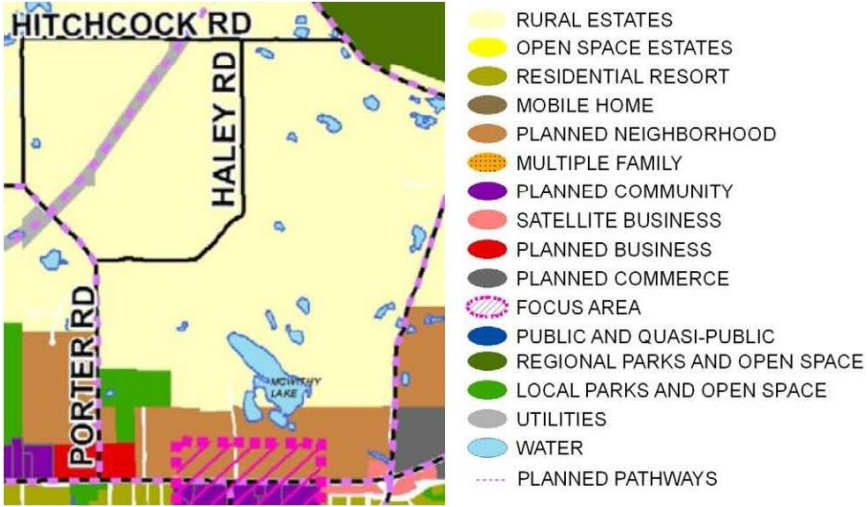 HITCHCOCK RD
HALEY RD
PORTER RD
MCWITHY
LAKE
RURAL ESTATES
OPEN SPACE ESTATES
RESIDENTIAL RESORT
MOBILE HOME
PLANNED NEIGHBORHOOD
MULTIPLE FAMILY
PLANNED COMMUNITY
SATELLITE BUSINESS
PLANNED BUSINESS
PLANNED COMMERCE
FOCUS AREA
PUBLIC AND QUASI-PUBLIC
REGIONAL PARKS AND OPEN SPACE
LOCAL PARKS AND OPEN SPACE
UTILITIES
WATER
PLANNED PATHWAYS